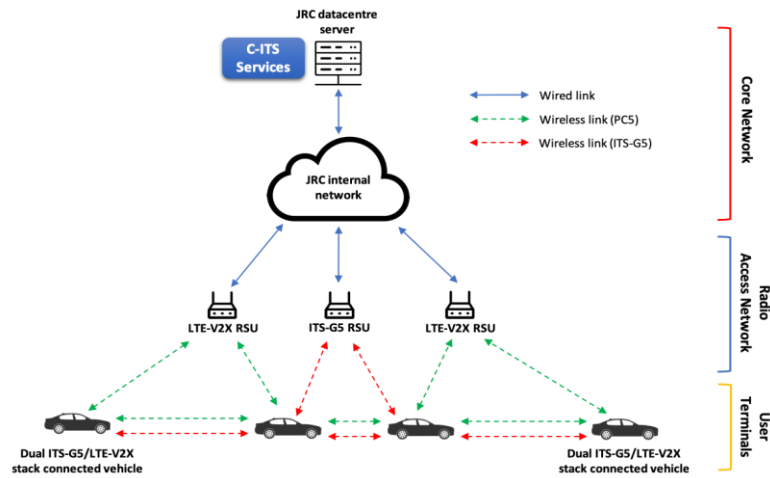 JRC datacentre
server
C-ITS
Services
Wired link
Wireless link (PC5)
Wireless link (ITS-G5)
Core Network
JRC internal
network
Radio
Access Network
LTE-V2X RSU
ITS-G5 RSU
LTE-V2X RSU
User
Terminals
Dual ITS-G5/LTE-V2X
stack connected vehicle
Dual ITS-G5/LTE-V2X
stack connected vehicle